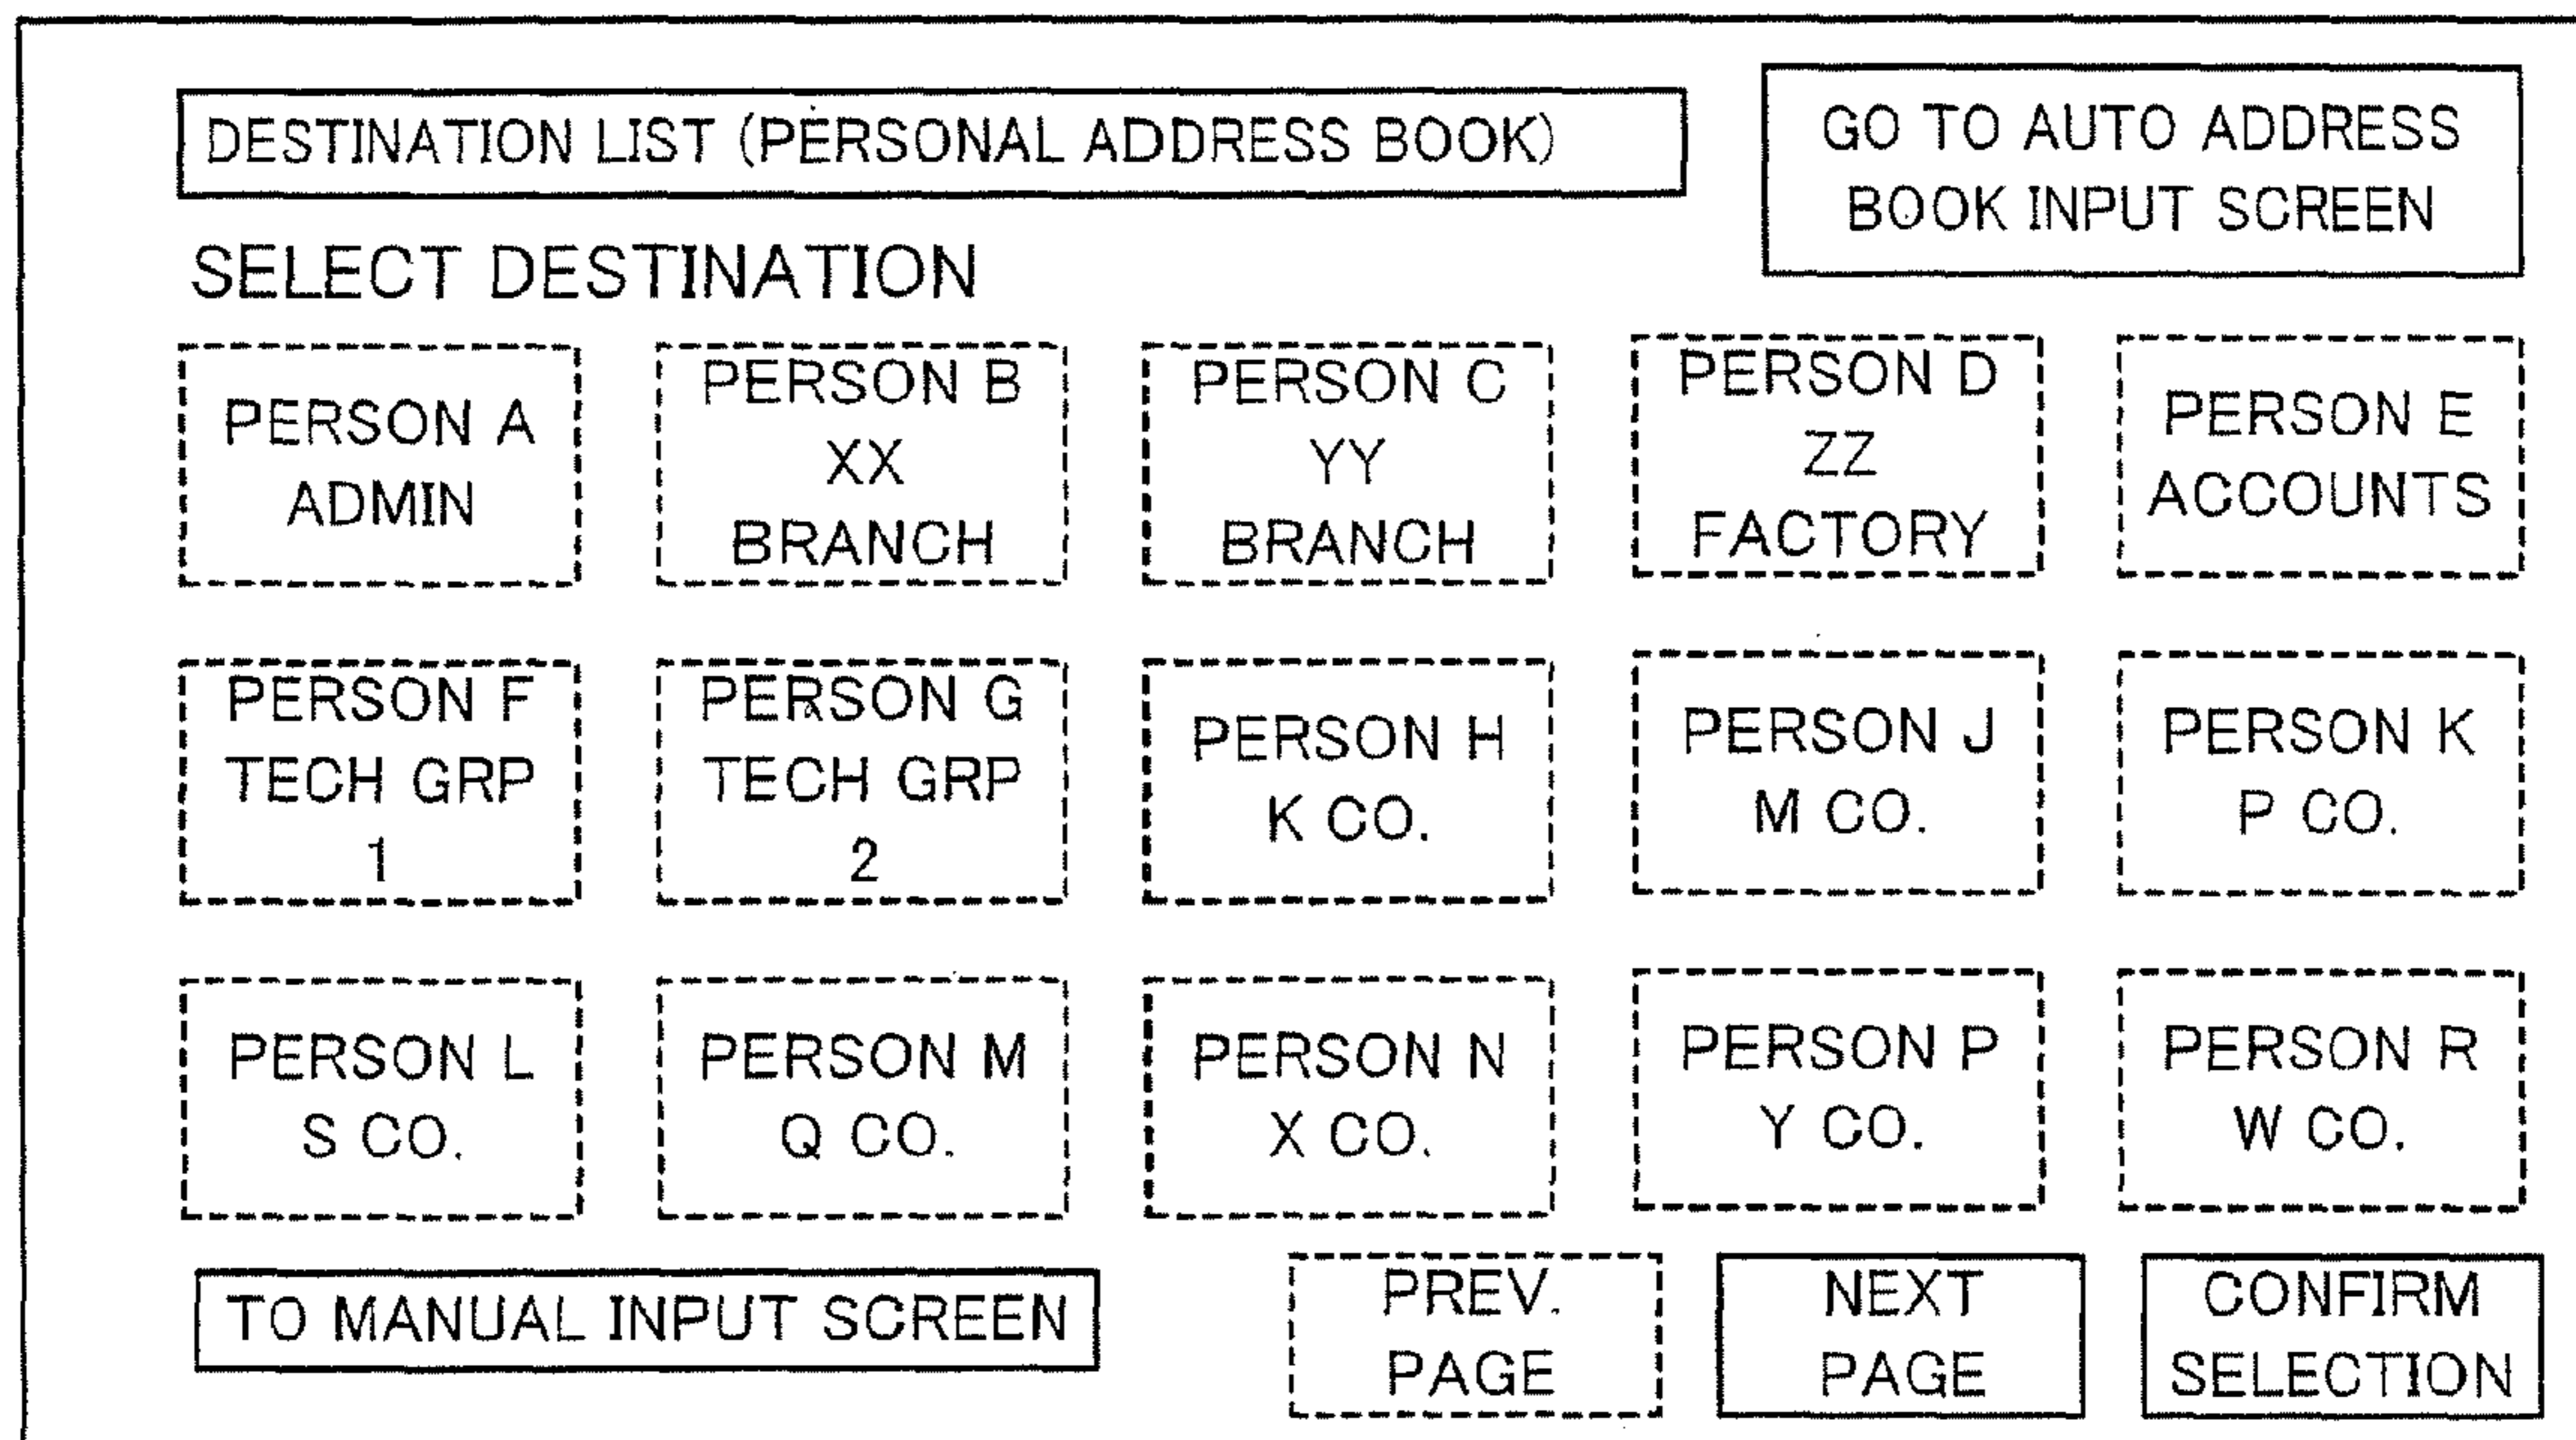 DESTINATION LIST (PERSONAL ADDRESS BOOK)
GO TO AUTO ADDRESS
BOOK INPUT SCREEN
SELECT DESTINATION
PERSON A
ADMIN
PERSON B
XX
BRANCH
PERSON C
YY
BRANCH
PERSON D
ZZ
FACTORY
PERSON E
ACCOUNTS
PERSON F
TECH GRP
1
PERSON G
TECH GRP
2
PERSON H
K CO.
PERSON J
M CO.
PERSON K
P CO.
PERSON L
S CO.
PERSON M
Q CO.
PERSON N
X CO.
PERSON P
Y CO.
PERSON R
W CO.
TO MANUAL INPUT SCREEN
PREV.
PAGE
NEXT
PAGE
CONFIRM
SELECTION